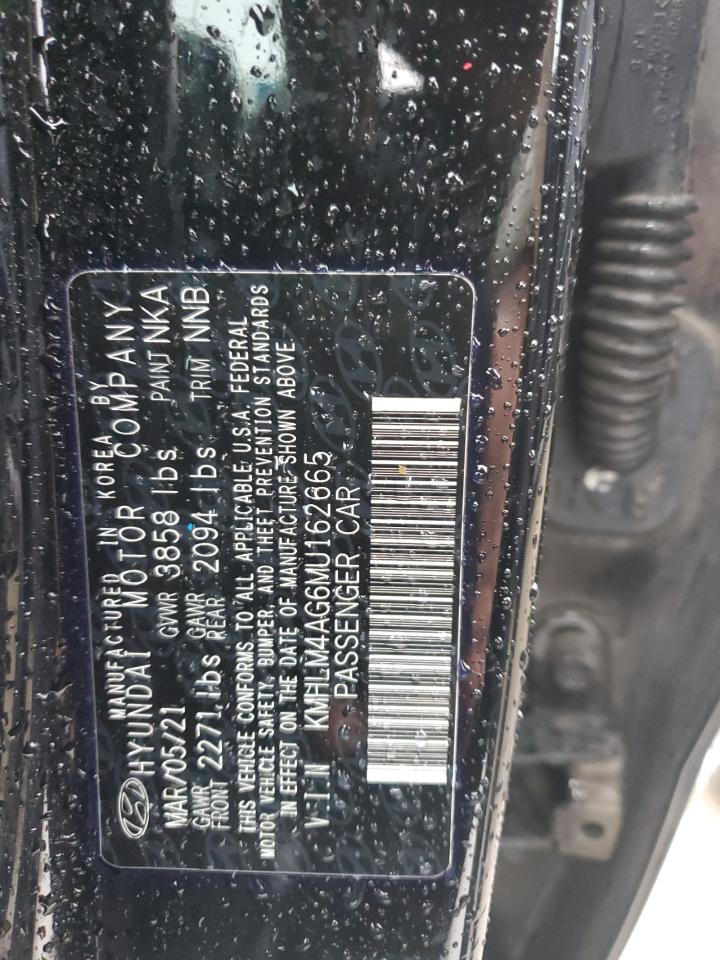 MANUFACTURED IN KOREA BY
HYUNDAI MOTOR COMPANY
MAR/05/21 GVWR 3858 lbs PAINT NKA
GAWR FRONT 2271 lbs GAWR REAR 2094 lbs TRIM NNB
THIS VEHICLE CONFORMS TO ALL APPLICABLE U.S.A. FEDERAL
MOTOR VEHICLE SAFETY, BUMPER, AND THEFT PREVENTION STANDARDS
IN EFFECT ON THE DATE OF MANUFACTURE SHOWN ABOVE
V.I.N KMHLM4AG6MU162665
PASSENGER CAR